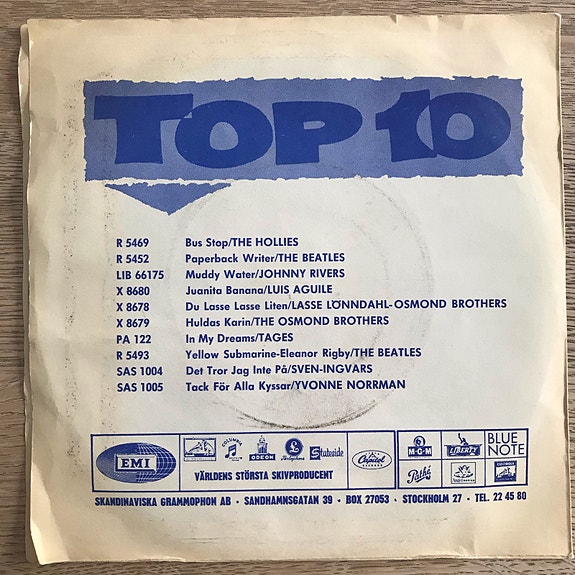 TOP 10
R 5469 Bus Stop/THE HOLLIES
R 5452 Paperback Writer/THE BEATLES
LIB 66175 Muddy Water/JOHNNY RIVERS
X 8680 Juanita Banana/LUIS AGUILE
X 8678 Du Lasse Lasse Liten/LASSE LÖNNDAHL-OSMOND BROTHERS
X 8679 Huldas Karin/THE OSMOND BROTHERS
PA 122 In My Dreams/TAGES
R 5493 Yellow Submarine-Eleanor Rigby/THE BEATLES
SAS 1004 Det Tror Jag Inte På/SVEN-INGVARS
SAS 1005 Tack För Alla Kyssar/YVONNE NORRMAN
EMI
COLUMBIA ODEON Parlophone Stateside
Capitol
M-G-M LIBERTY BLUE NOTE
Pathé
VÄRLDENS STÖRSTA SKIVPRODUCENT
SKANDINAVISKA GRAMMOPHON AB · SANDHAMNSGATAN 39 · BOX 27053 · STOCKHOLM 27 · TEL. 22 45 80